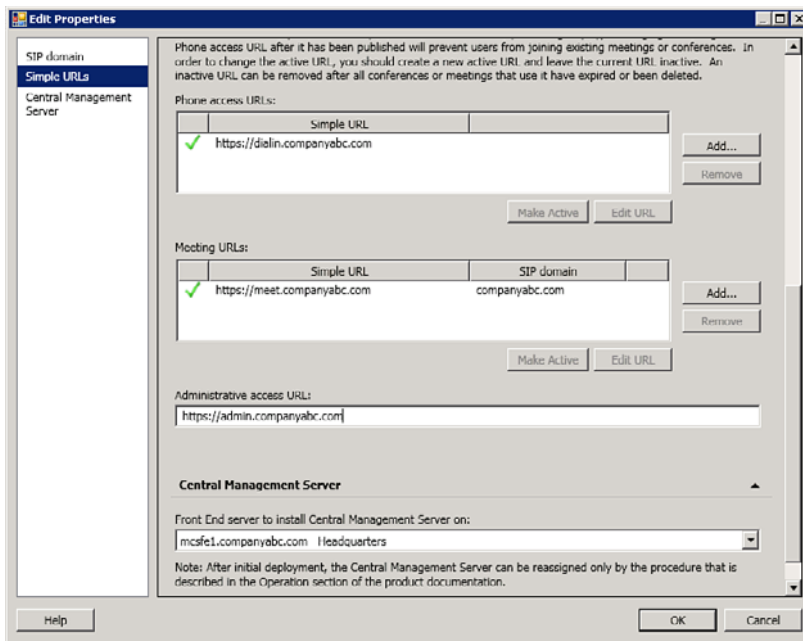 Edit Properties
SIP domain
Simple URLs
Central Management
Server
Phone access URL after it has been published will prevent users from joining existing meetings or conferences. In
order to change the active URL, you should create a new active URL and leave the current URL inactive. An
inactive URL can be removed after all conferences or meetings that use it have expired or been deleted.
Phone access URLs:
Simple URL
https://dialin.companyabc.com
Add...
Remove
Make Active Edit URL
Meeting URLs:
Simple URL SIP domain
https://meet.companyabc.com companyabc.com
Add...
Remove
Make Active Edit URL
Administrative access URL:
https://admin.companyabc.com
Central Management Server
Front End server to install Central Management Server on:
mcsfe1.companyabc.com Headquarters
Note: After initial deployment, the Central Management Server can be reassigned only by the procedure that is
described in the Operation section of the product documentation.
Help OK Cancel